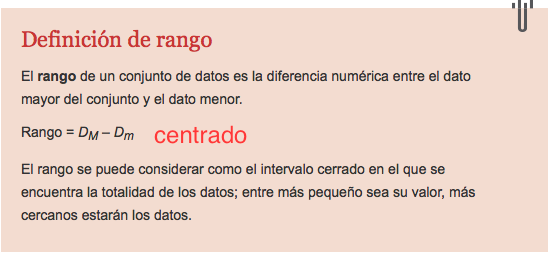 Definición de rango
El rango de un conjunto de datos es la diferencia numérica entre el dato
mayor del conjunto y el dato menor.
Rango = DM – Dm centrado
El rango se puede considerar como el intervalo cerrado en el que se
encuentra la totalidad de los datos; entre más pequeño sea su valor, más
cercanos estarán los datos.